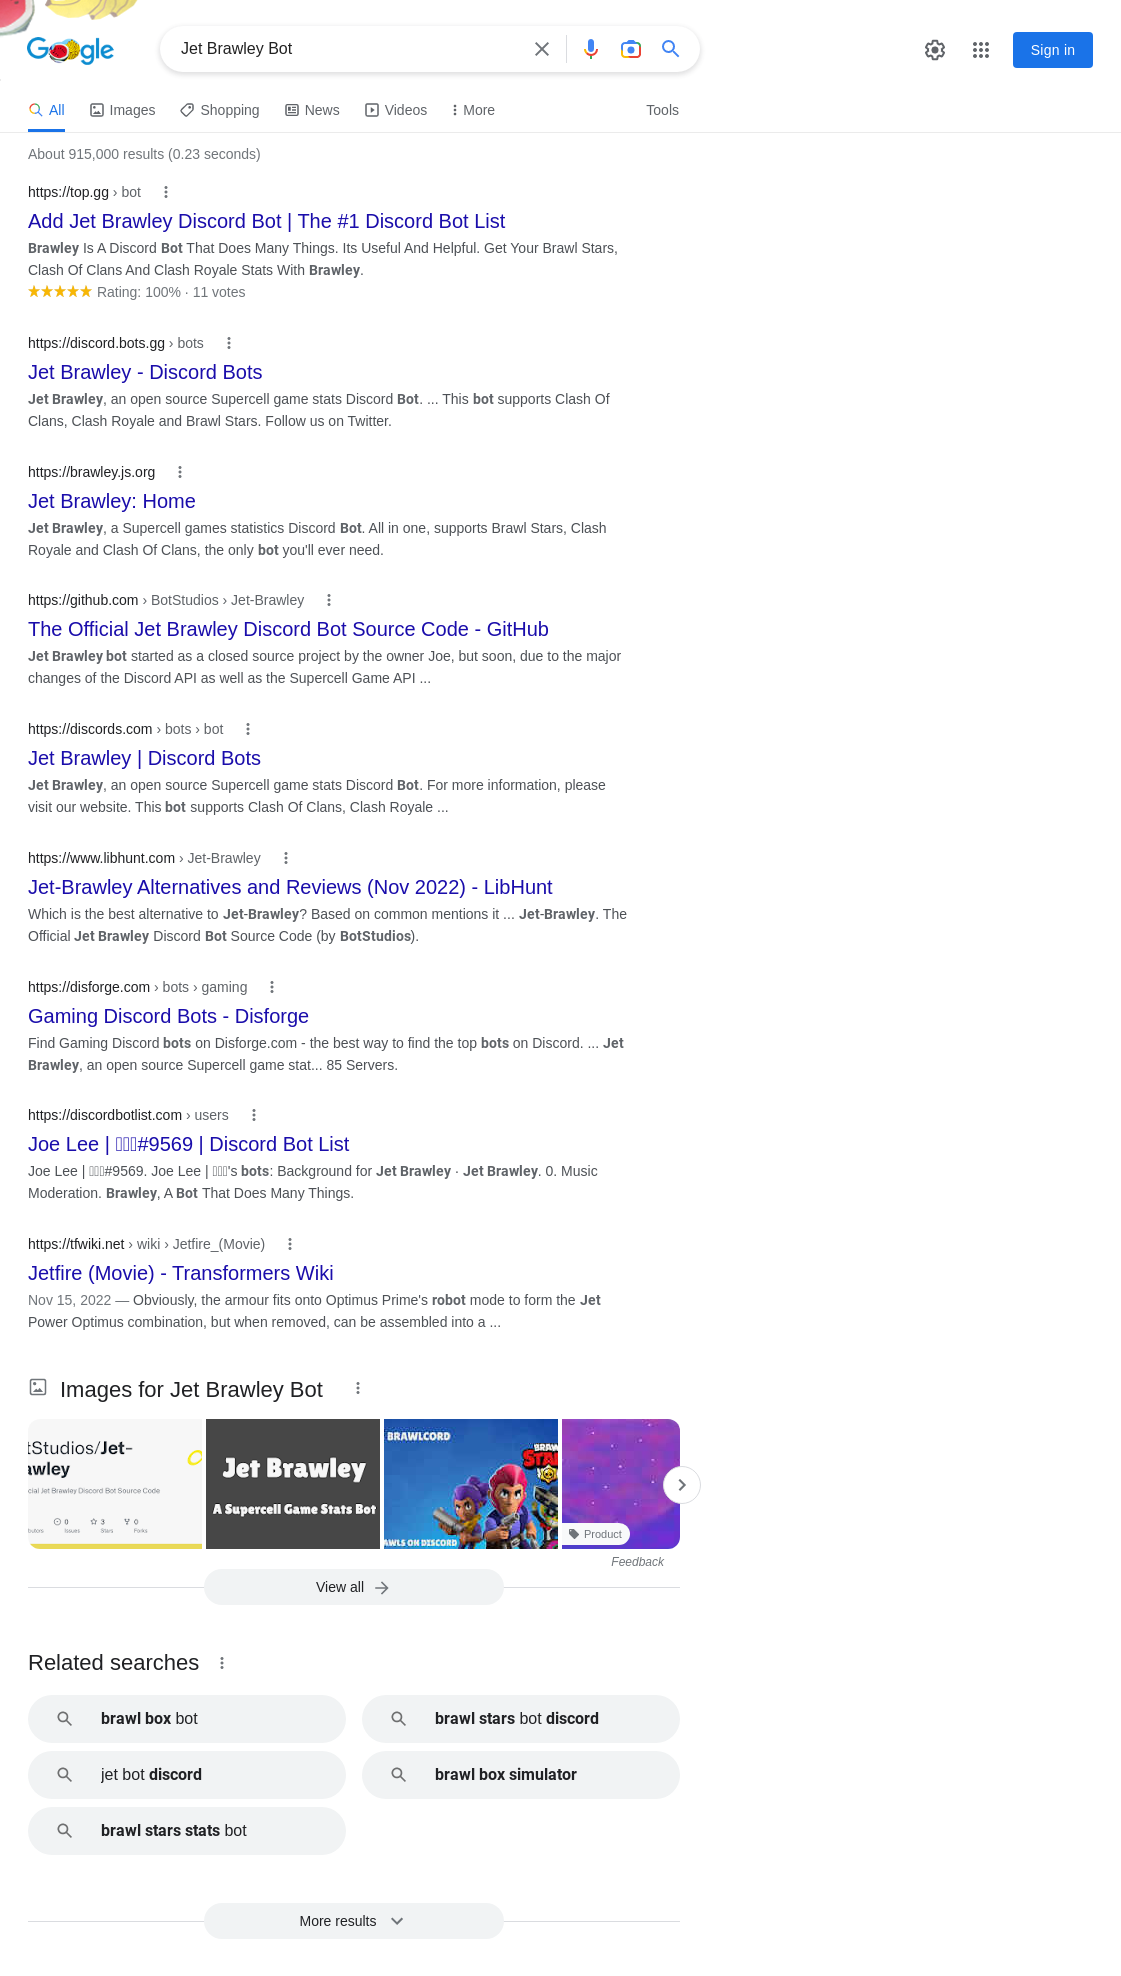 Google
Jet Brawley Bot
Sign in
All
Images
Shopping
News
Videos
More
Tools
About 915,000 results (0.23 seconds)
https://top.gg › bot
Add Jet Brawley Discord Bot | The #1 Discord Bot List
Brawley Is A Discord Bot That Does Many Things. Its Useful And Helpful. Get Your Brawl Stars,
Clash Of Clans And Clash Royale Stats With Brawley.
Rating: 100% · 11 votes
https://discord.bots.gg › bots
Jet Brawley - Discord Bots
Jet Brawley, an open source Supercell game stats Discord Bot. ... This bot supports Clash Of
Clans, Clash Royale and Brawl Stars. Follow us on Twitter.
https://brawley.js.org
Jet Brawley: Home
Jet Brawley, a Supercell games statistics Discord Bot. All in one, supports Brawl Stars, Clash
Royale and Clash Of Clans, the only bot you'll ever need.
https://github.com › BotStudios › Jet-Brawley
The Official Jet Brawley Discord Bot Source Code - GitHub
Jet Brawley bot started as a closed source project by the owner Joe, but soon, due to the major
changes of the Discord API as well as the Supercell Game API ...
https://discords.com › bots › bot
Jet Brawley | Discord Bots
Jet Brawley, an open source Supercell game stats Discord Bot. For more information, please
visit our website. This bot supports Clash Of Clans, Clash Royale ...
https://www.libhunt.com › Jet-Brawley
Jet-Brawley Alternatives and Reviews (Nov 2022) - LibHunt
Which is the best alternative to Jet-Brawley? Based on common mentions it ... Jet-Brawley. The
Official Jet Brawley Discord Bot Source Code (by BotStudios).
https://disforge.com › bots › gaming
Gaming Discord Bots - Disforge
Find Gaming Discord bots on Disforge.com - the best way to find the top bots on Discord. ... Jet
Brawley, an open source Supercell game stat... 85 Servers.
https://discordbotlist.com › users
Joe Lee | #9569 | Discord Bot List
Joe Lee | #9569. Joe Lee | 's bots: Background for Jet Brawley · Jet Brawley. 0. Music
Moderation. Brawley, A Bot That Does Many Things.
https://tfwiki.net › wiki › Jetfire_(Movie)
Jetfire (Movie) - Transformers Wiki
Nov 15, 2022 — Obviously, the armour fits onto Optimus Prime's robot mode to form the Jet
Power Optimus combination, but when removed, can be assembled into a ...
Images for Jet Brawley Bot
tStudios/Jet-
awley
cial Jet Brawley Discord Bot Source Code
0 3 0
butors Issues Stars Forks
Jet Brawley
A Supercell Game Stats Bot
BRAWLCORD
BRAW
STA
AWLS ON DISCORD
Product
Feedback
View all
Related searches
brawl box bot
brawl stars bot discord
jet bot discord
brawl box simulator
brawl stars stats bot
More results